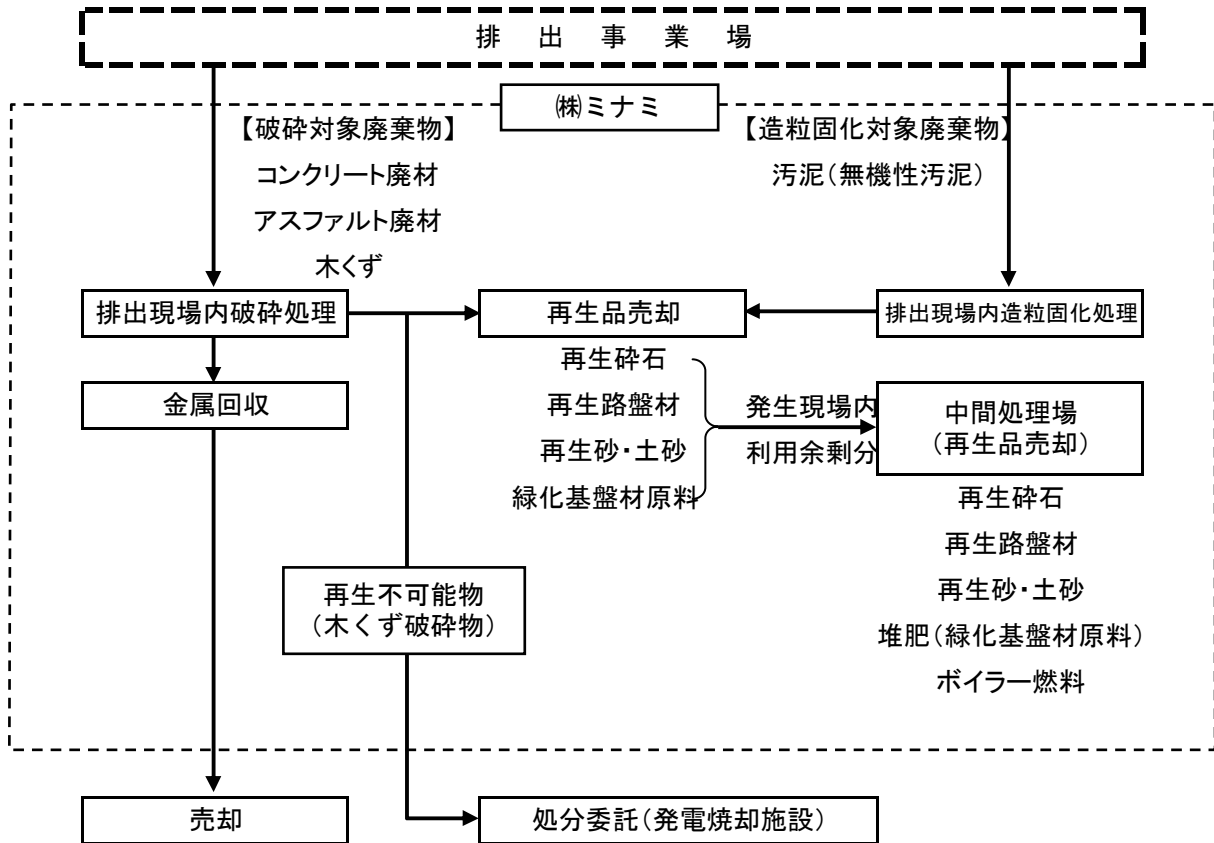 排出事業場
㈱ミナミ
【破砕対象廃棄物】
コンクリート廃材
アスファルト廃材
木くず
【造粒固化対象廃棄物】
汚泥(無機性汚泥)
排出現場内破砕処理
再生品売却
排出現場内造粒固化処理
再生砕石
再生路盤材
再生砂・土砂
緑化基盤材原料
発生現場内
利用余剰分
金属回収
中間処理場
(再生品売却)
再生砕石
再生路盤材
再生砂・土砂
堆肥(緑化基盤材原料)
ボイラー燃料
再生不可能物
(木くず破砕物)
売却
処分委託(発電焼却施設)